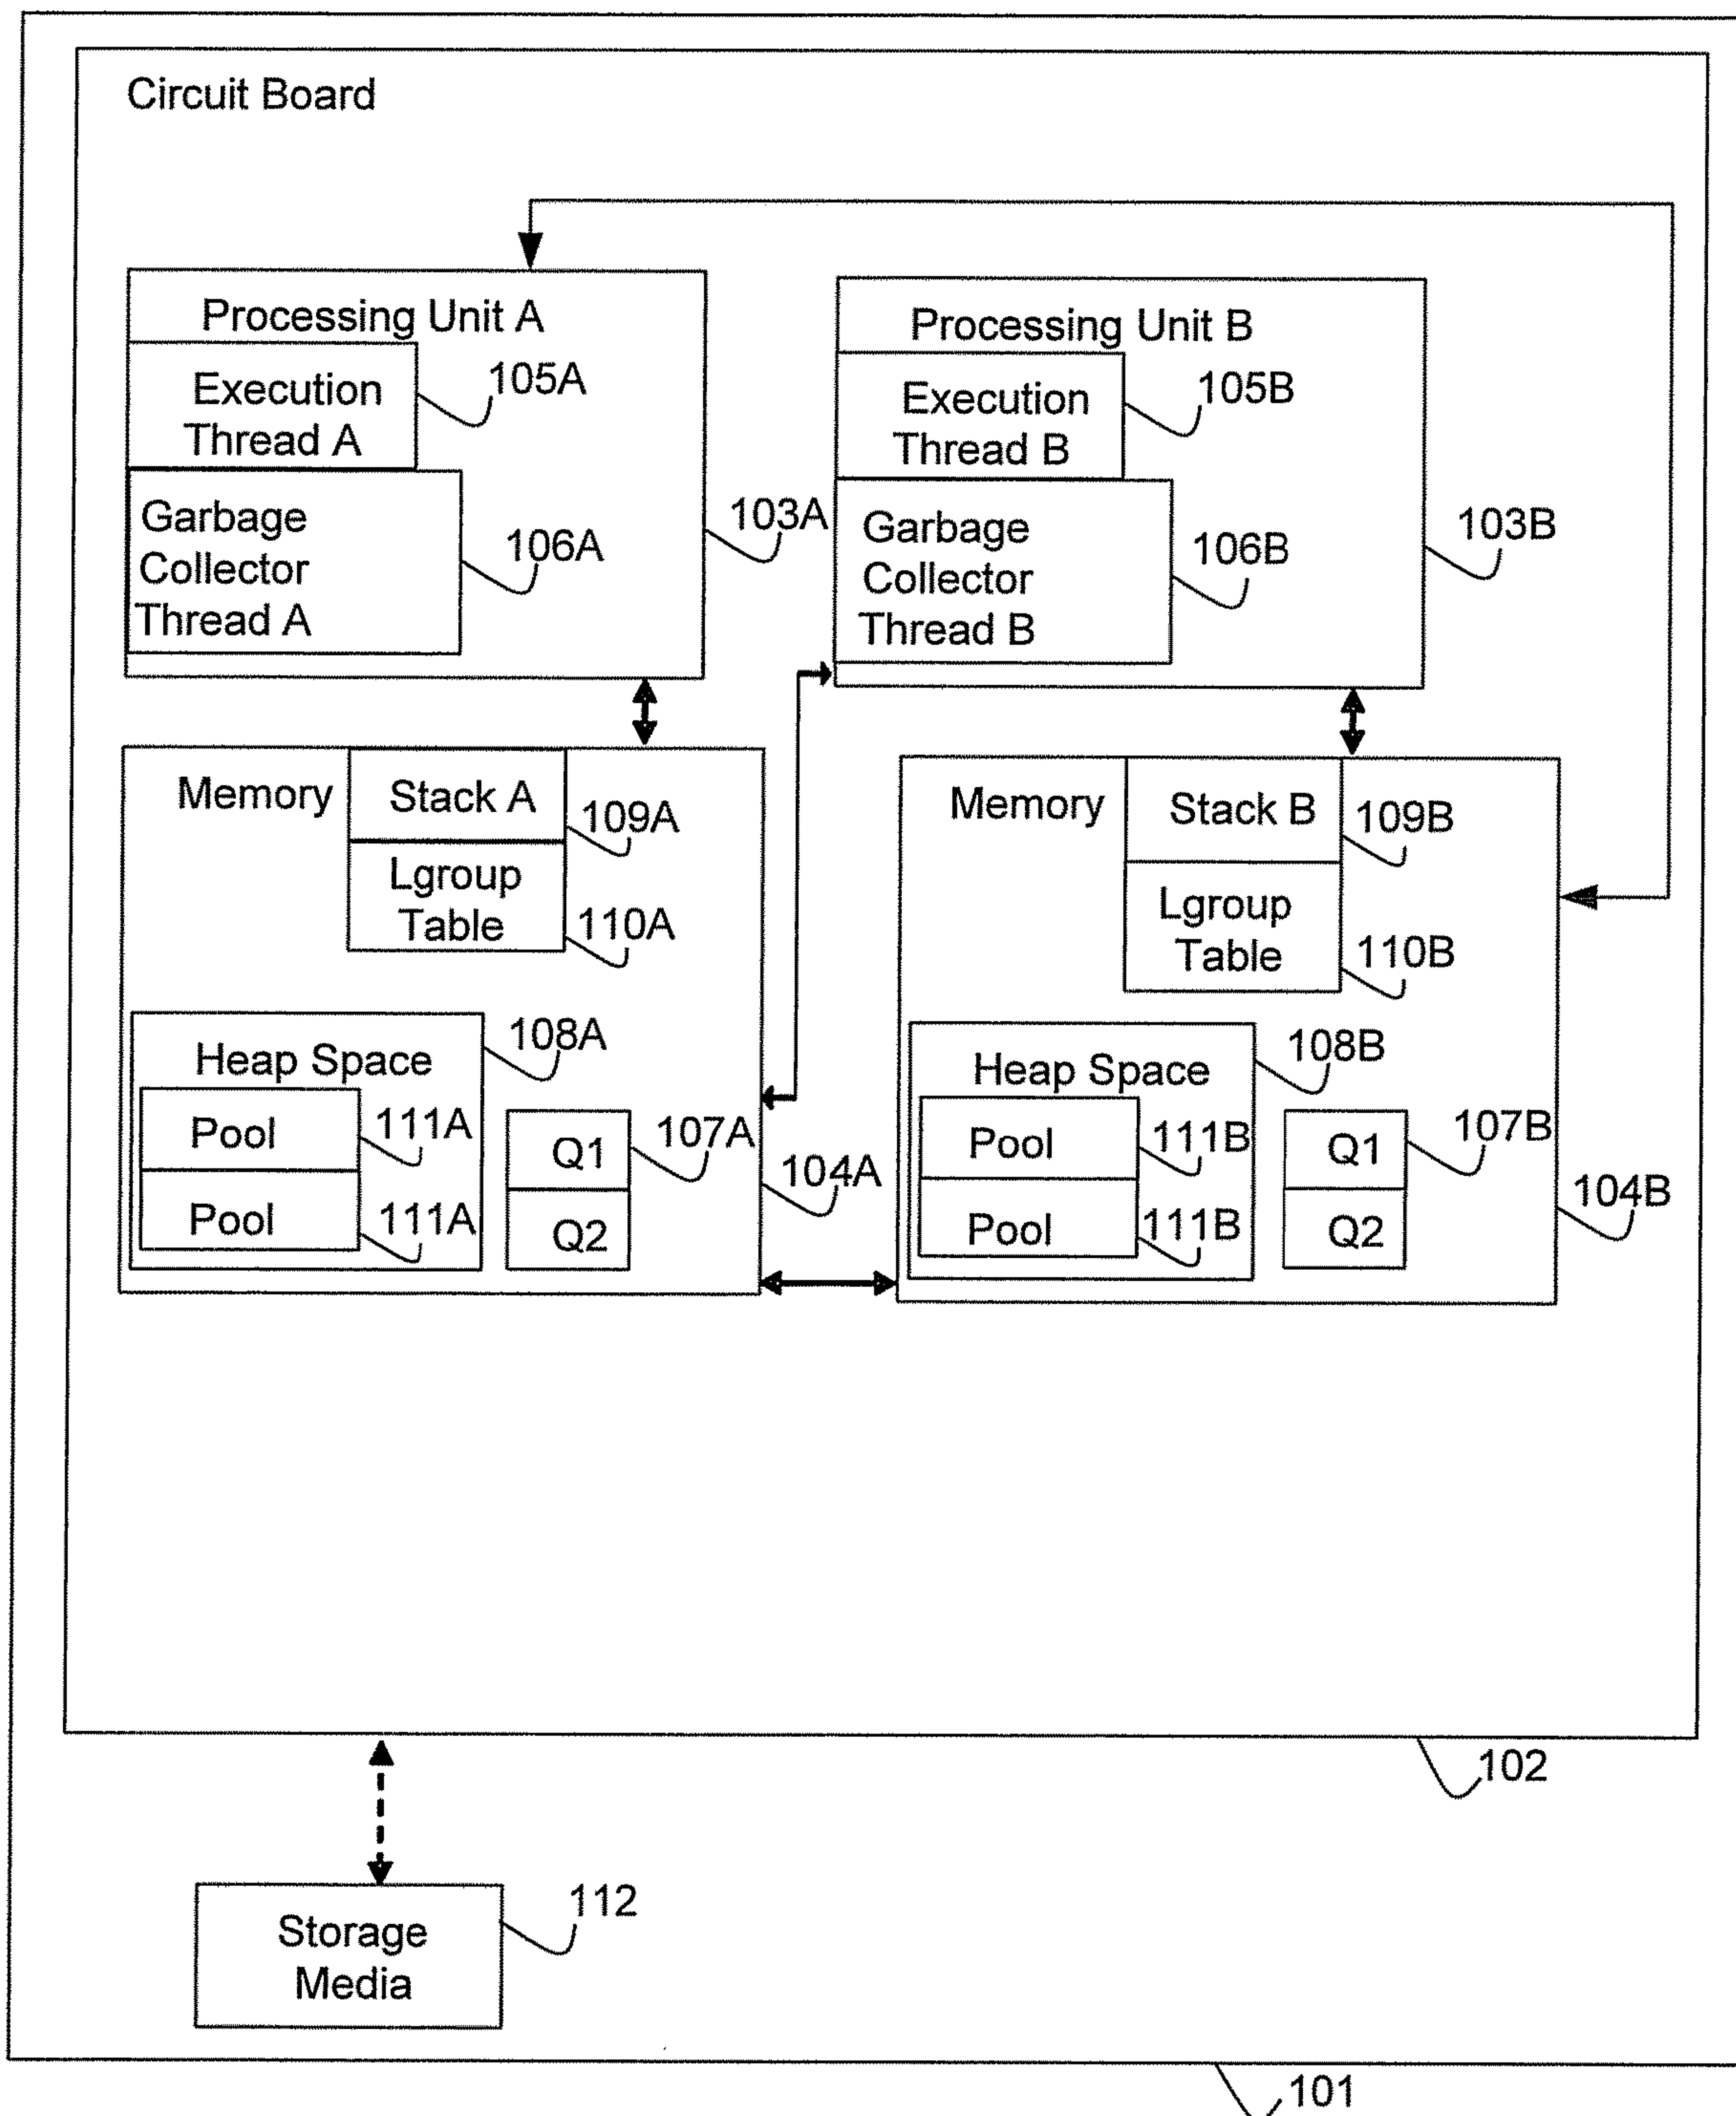 Circuit Board
Processing Unit A
Execution
Thread A
105A
Garbage
Collector
Thread A
106A
103A
Processing Unit B
Execution
Thread B
105B
Garbage
Collector
Thread B
106B
103B
Memory
Stack A
109A
Lgroup
Table
110A
Heap Space
108A
Pool
111A
Pool
111A
Q1
107A
Q2
104A
Memory
Stack B
109B
Lgroup
Table
110B
Heap Space
108B
Pool
111B
Pool
111B
Q1
107B
Q2
104B
102
Storage
Media
112
101